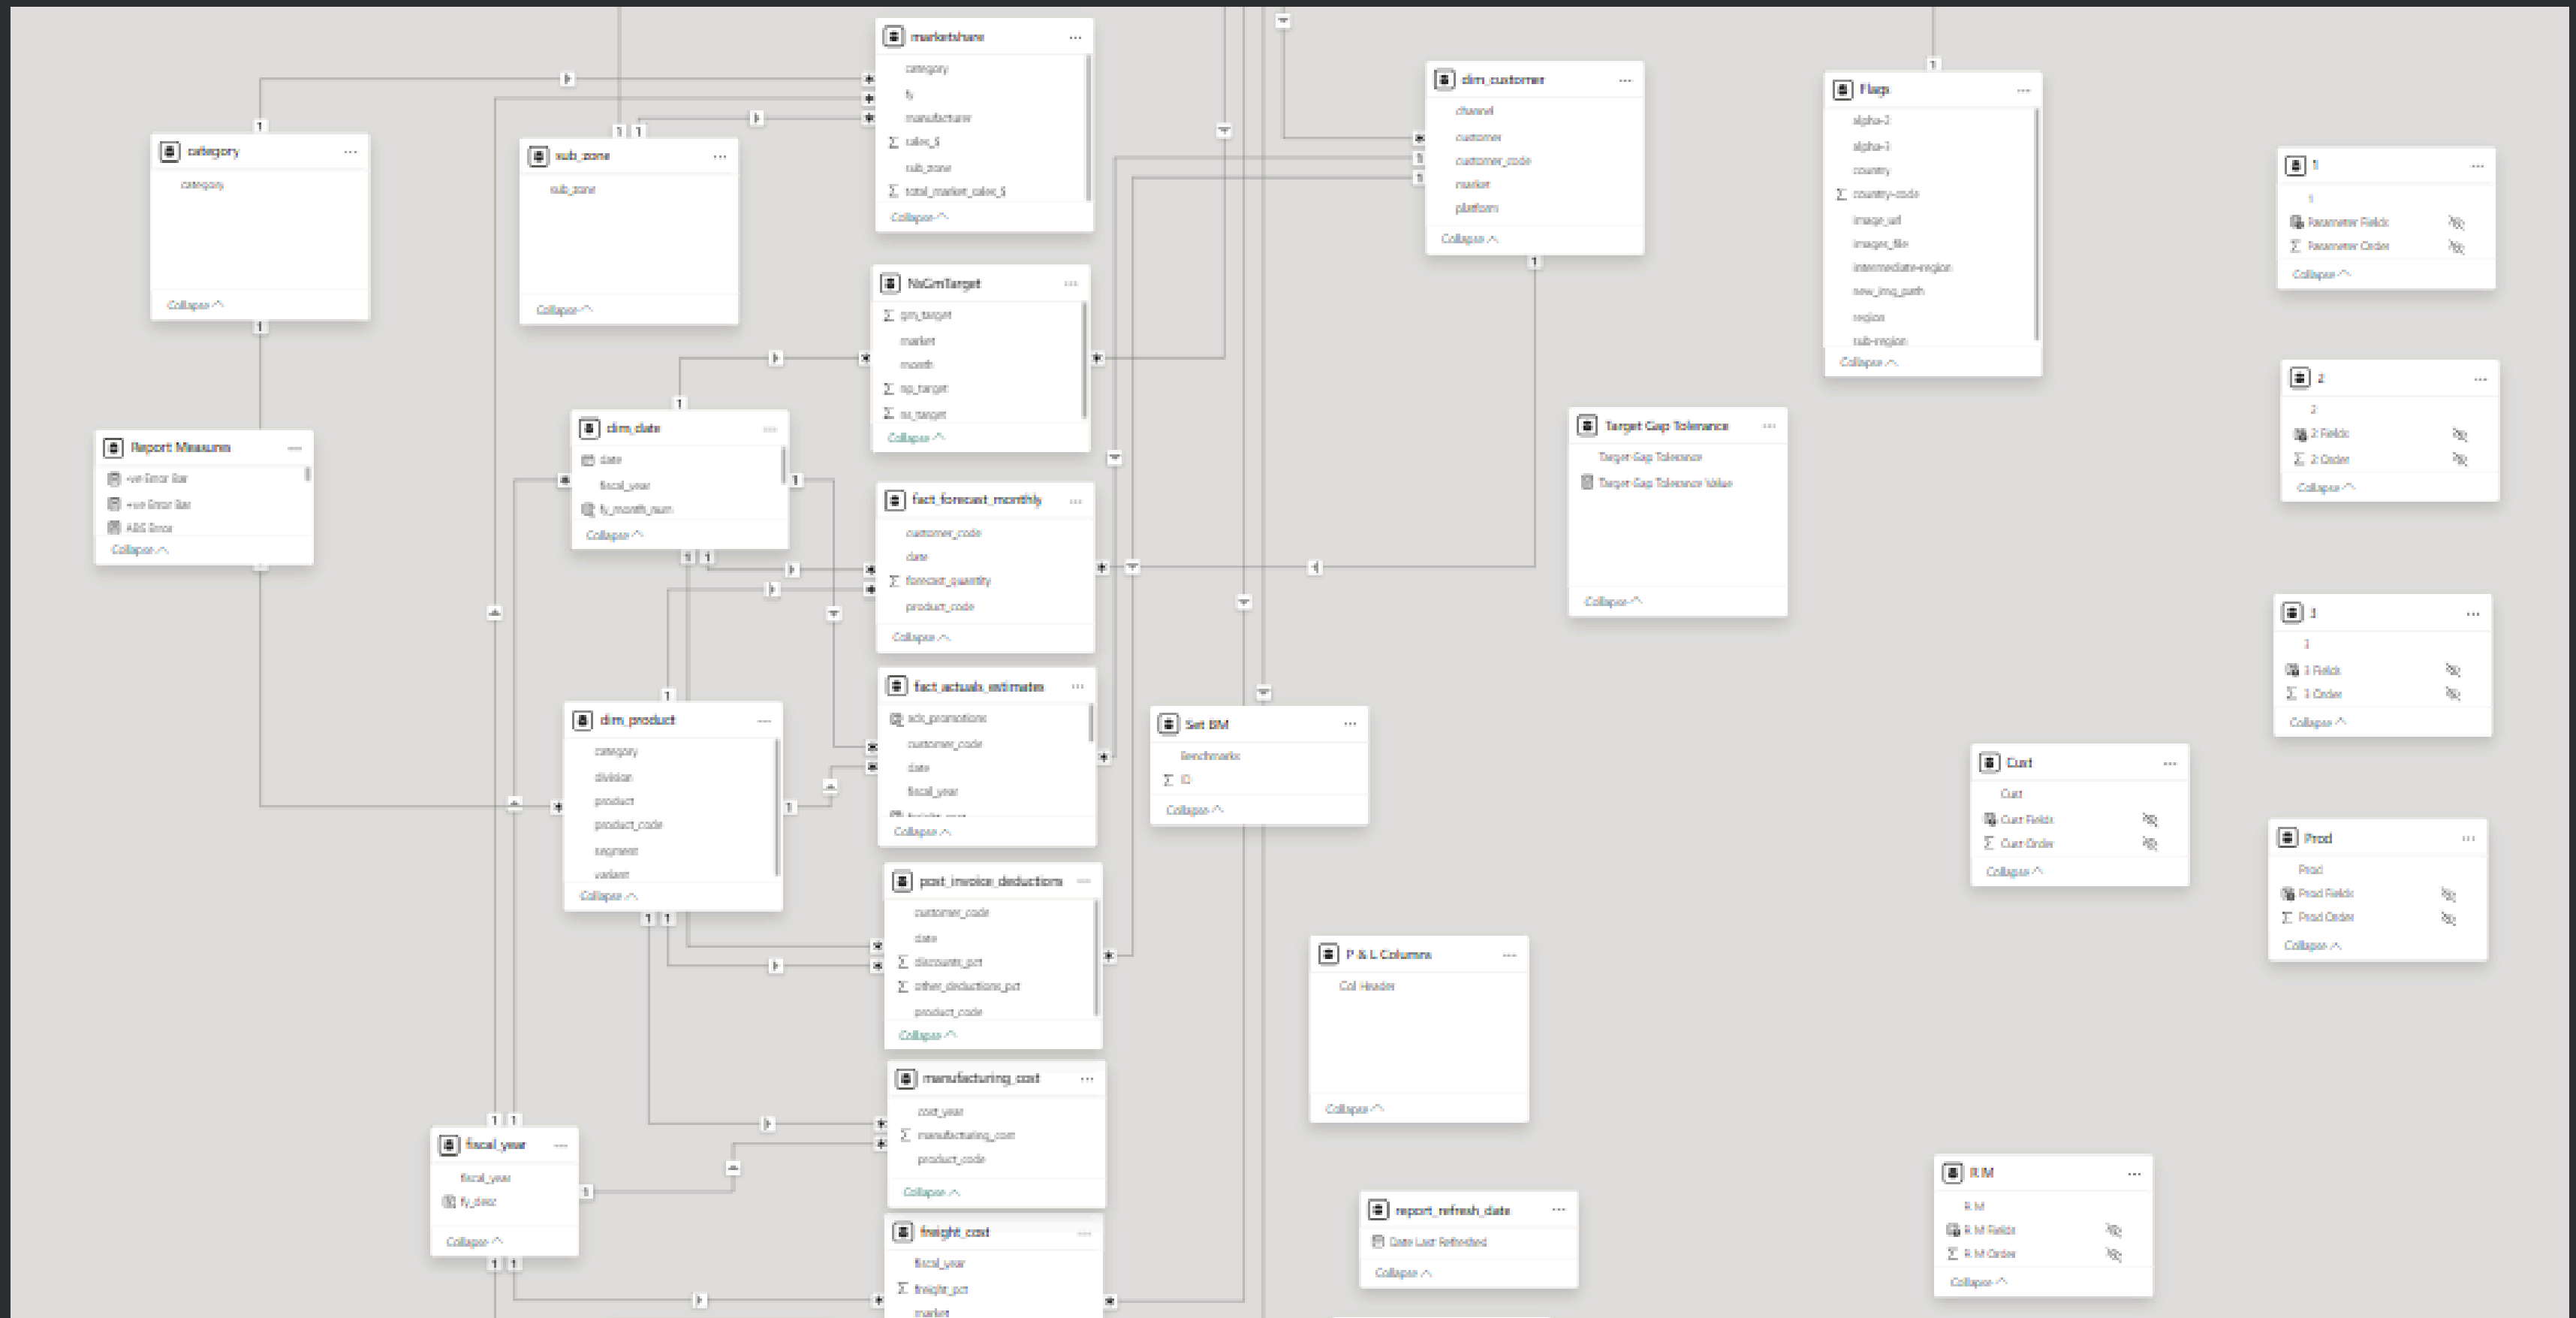 marketshare
category
fy
manufacturer
sales_$
sub_zone
total_market_sales_$
Collapse
dim_customer
channel
customer
customer_code
market
platform
Collapse
Flags
alpha-2
alpha-3
country
country-code
image_url
images_file
intermediate-region
new_img_path
region
sub-region
Collapse
category
category
Collapse
sub_zone
sub_zone
Collapse
1
1
Parameter Fields
Parameter Order
Collapse
NsGmTarget
gm_target
market
month
np_target
ns_target
Collapse
2
2
2 Fields
2 Order
Collapse
dim_date
date
fiscal_year
fy_month_num
Collapse
Report Measures
-ve Error Bar
+ve Error Bar
ABS Error
Collapse
Target Gap Tolerance
Target Gap Tolerance
Target Gap Tolerance Value
Collapse
fact_forecast_monthly
customer_code
date
forecast_quantity
product_code
Collapse
3
3
3 Fields
3 Order
Collapse
fact_actuals_estimates
ads_promotions
customer_code
date
fiscal_year
freight_cost
Collapse
dim_product
category
division
product
product_code
segment
variant
Collapse
Set BM
Benchmarks
ID
Collapse
Cust
Cust
Cust Fields
Cust Order
Collapse
Prod
Prod
Prod Fields
Prod Order
Collapse
post_invoice_deductions
customer_code
date
discounts_pct
other_deductions_pct
product_code
Collapse
P & L Columns
Col Header
Collapse
manufacturing_cost
cost_year
manufacturing_cost
product_code
Collapse
fiscal_year
fiscal_year
fy_desc
Collapse
R M
R M
R M Fields
R M Order
Collapse
report_refresh_date
Date Last Refreshed
Collapse
freight_cost
fiscal_year
freight_pct
market